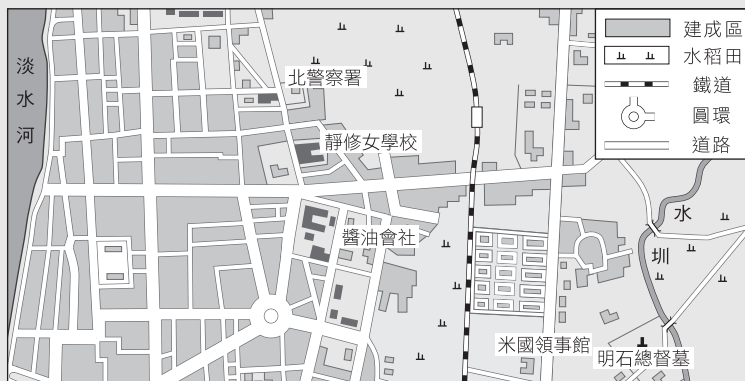 建成區
水稻田
鐵道
圓環
道路
淡水河
北警察署
靜修女學校
醬油會社
水圳
米國領事館
明石總督墓